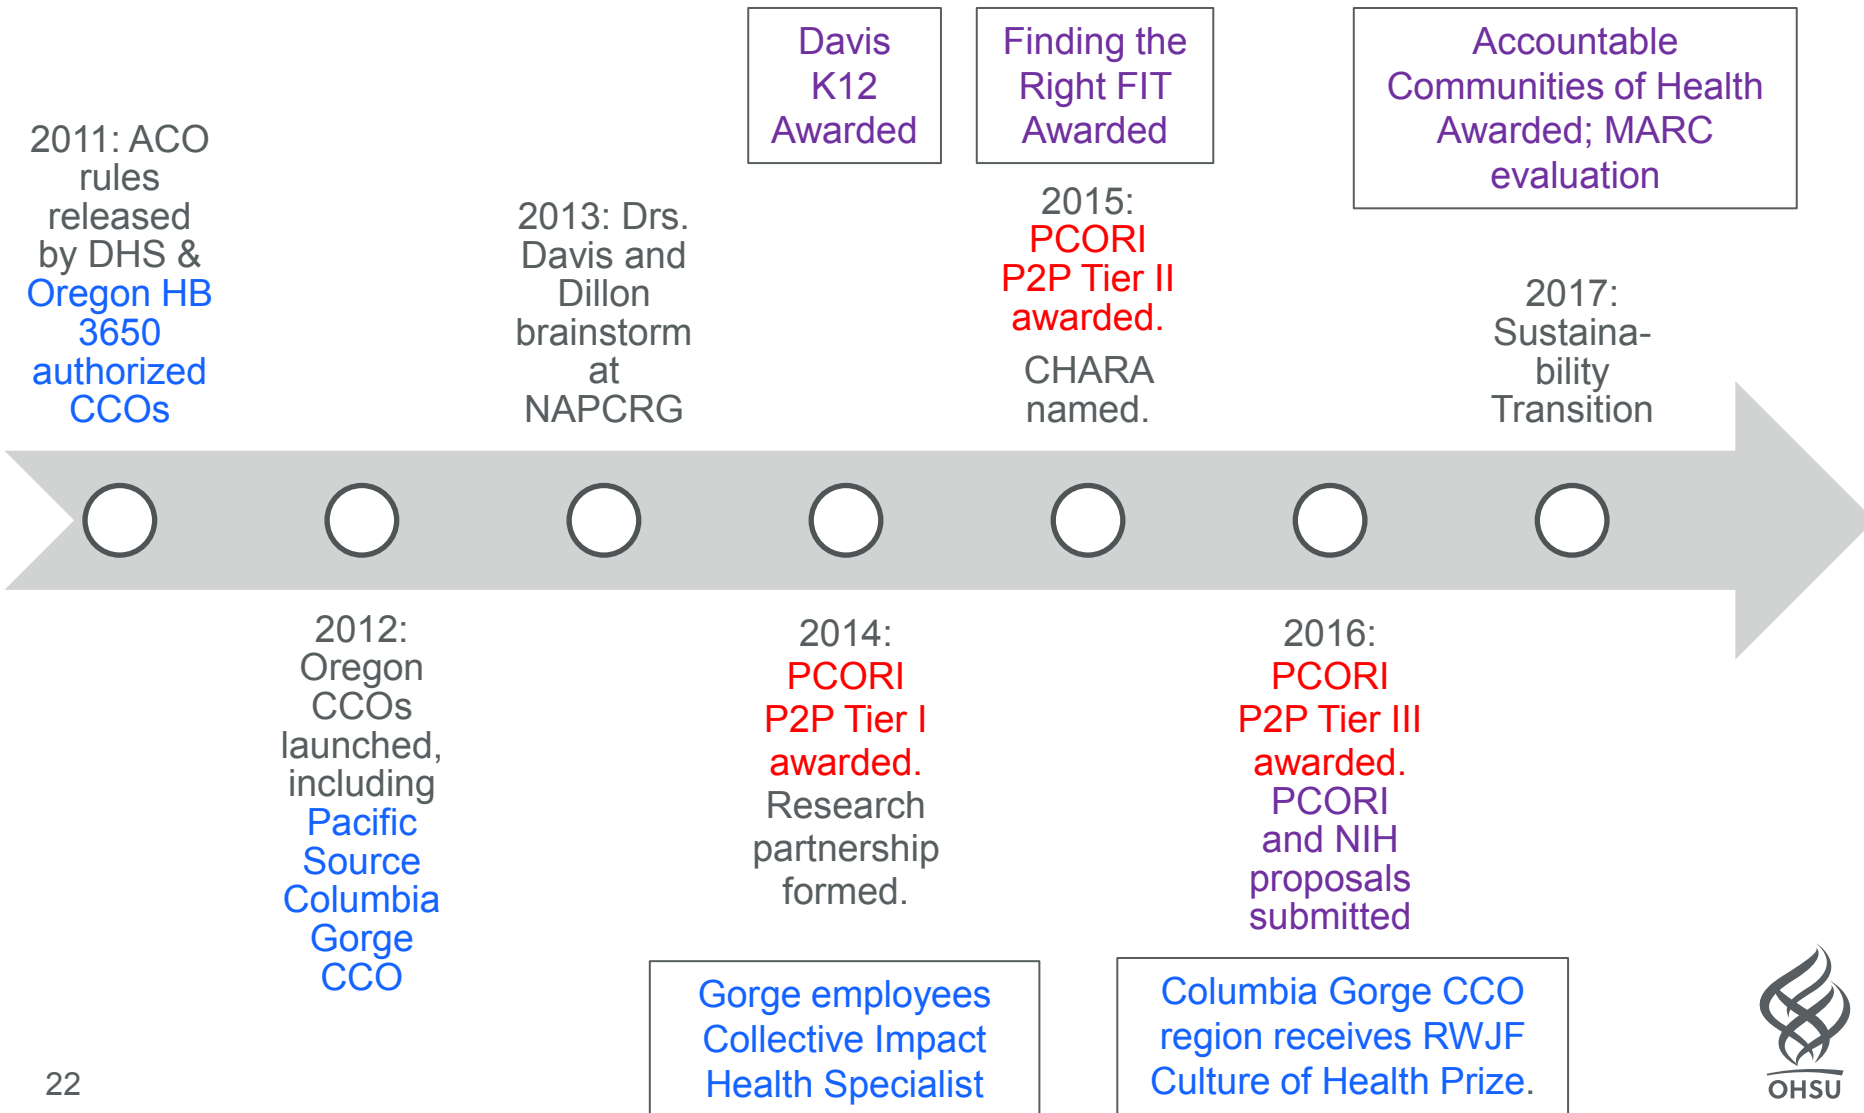 Davis
K12
Awarded
Finding the
Right FIT
Awarded
Accountable
Communities of Health
Awarded; MARC
evaluation
2011: ACO
rules
released
by DHS &
Oregon HB
3650
authorized
CCOs
2013: Drs.
Davis and
Dillon
brainstorm
at
NAPCRG
2015:
PCORI
P2P Tier II
awarded.
CHARA
named.
2017:
Sustaina-
bility
Transition
2012:
Oregon
CCOs
launched,
including
Pacific
Source
Columbia
Gorge
CCO
2014:
PCORI
P2P Tier I
awarded.
Research
partnership
formed.
2016:
PCORI
P2P Tier III
awarded.
PCORI
and NIH
proposals
submitted
Gorge employees
Collective Impact
Health Specialist
Columbia Gorge CCO
region receives RWJF
Culture of Health Prize.
22
OHSU